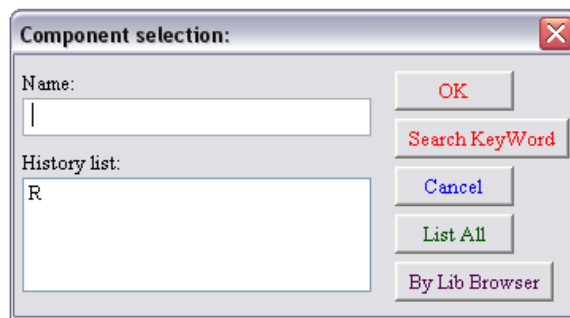 Component selection:
Name:
OK
Search KeyWord
History list:
R
Cancel
List All
By Lib Browser